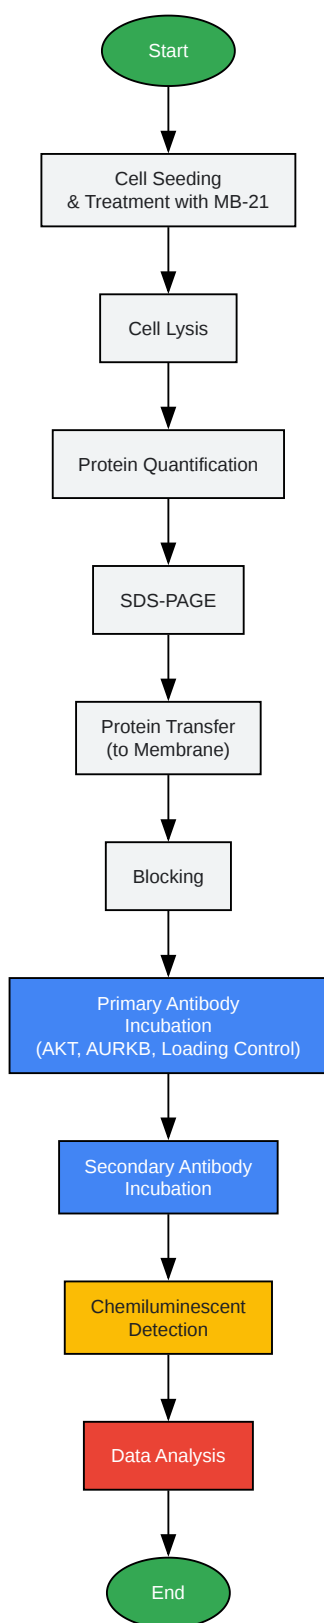 Start
Cell Seeding
& Treatment with MB-21
Cell Lysis
Protein Quantification
SDS-PAGE
Protein Transfer
(to Membrane)
Blocking
Primary Antibody
Incubation
(AKT, AURKB, Loading Control)
Secondary Antibody
Incubation
Chemiluminescent
Detection
Data Analysis
End